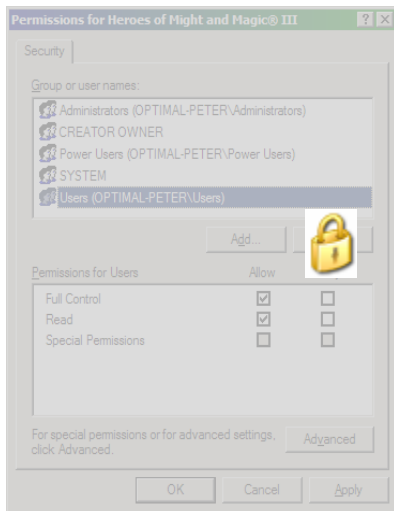 Permissions for Heroes of Might and Magic® III
Security
Group or user names:
Administrators (OPTIMAL-PETER\Administrators)
CREATOR OWNER
Power Users (OPTIMAL-PETER\Power Users)
SYSTEM
Users (OPTIMAL-PETER\Users)
Add...
Permissions for Users Allow
Full Control
Read
Special Permissions
For special permissions or for advanced settings,
click Advanced.
Advanced
OK Cancel Apply